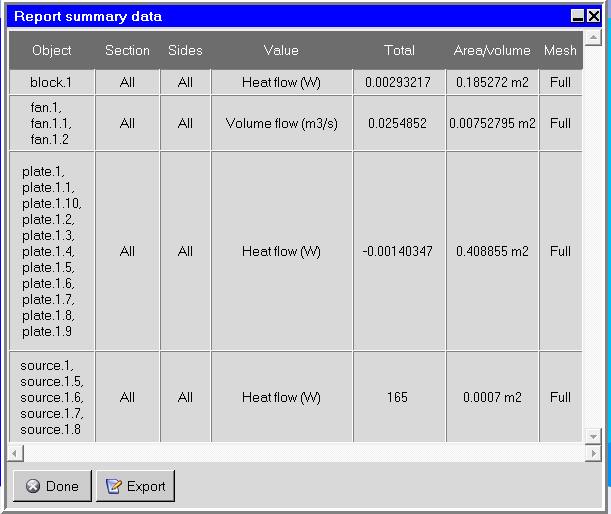 Report summary data
Object Section Sides Value Total Area/volume Mesh
block.1 All All Heat flow (W) 0.00293217 0.185272 m2 Full
fan.1,
fan.1.1, All All Volume flow (m3/s) 0.0254852 0.00752795 m2 Full
fan.1.2
plate.1,
plate.1.1,
plate.1.10,
plate.1.2,
plate.1.3,
plate.1.4, All All Heat flow (W) -0.00140347 0.408855 m2 Full
plate.1.5,
plate.1.6,
plate.1.7,
plate.1.8,
plate.1.9
source.1,
source.1.5,
source.1.6, All All Heat flow (W) 165 0.0007 m2 Full
source.1.7,
source.1.8
Done Export